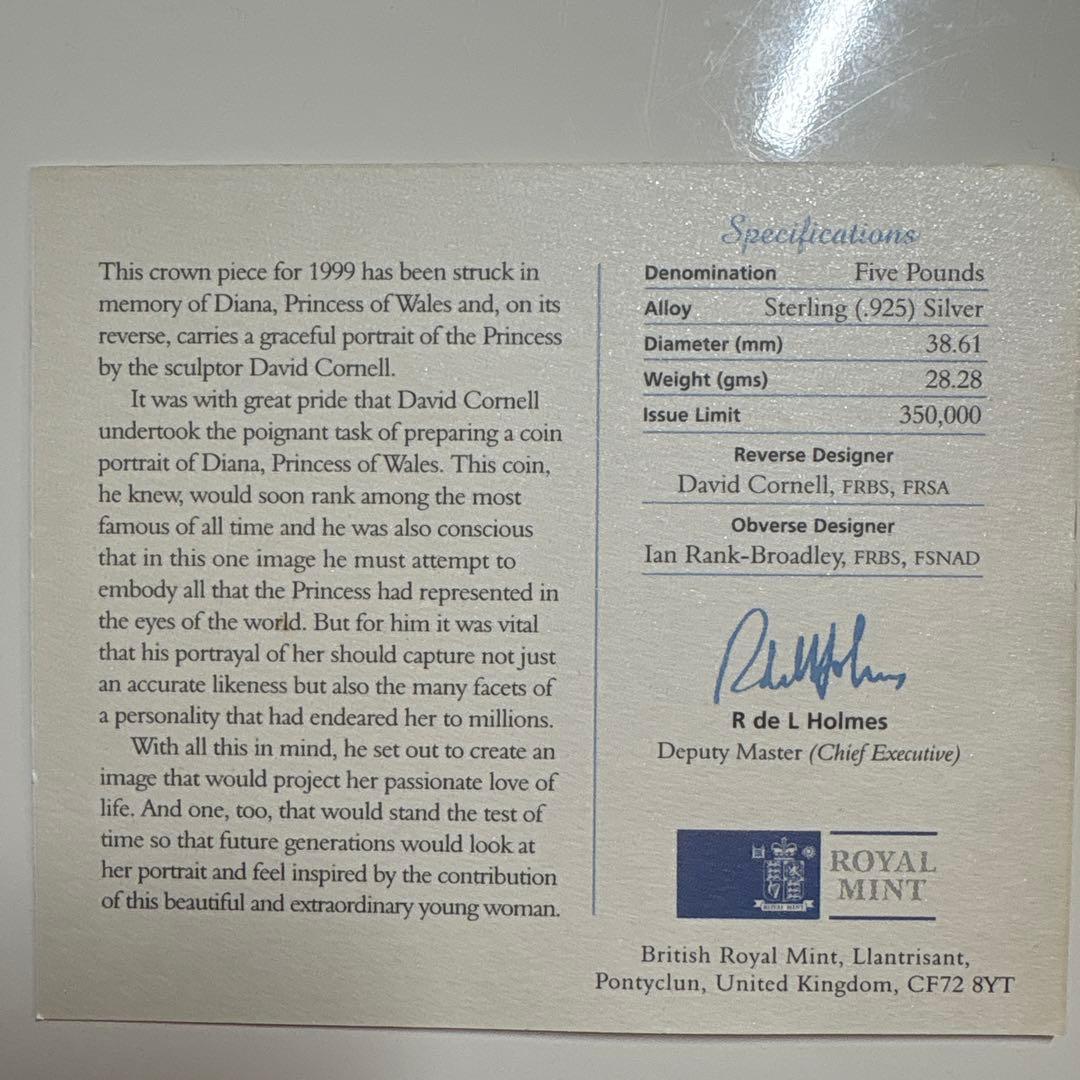 This crown piece for 1999 has been struck in
memory of Diana, Princess of Wales and, on its
reverse, carries a graceful portrait of the Princess
by the sculptor David Cornell.
It was with great pride that David Cornell
undertook the poignant task of preparing a coin
portrait of Diana, Princess of Wales. This coin,
he knew, would soon rank among the most
famous of all time and he was also conscious
that in this one image he must attempt to
embody all that the Princess had represented in
the eyes of the world. But for him it was vital
that his portrayal of her should capture not just
an accurate likeness but also the many facets of
a personality that had endeared her to millions.
With all this in mind, he set out to create an
image that would project her passionate love of
life. And one, too, that would stand the test of
time so that future generations would look at
her portrait and feel inspired by the contribution
of this beautiful and extraordinary young woman.
Specifications
Denomination Five Pounds
Alloy Sterling (.925) Silver
Diameter (mm) 38.61
Weight (gms) 28.28
Issue Limit 350,000
Reverse Designer
David Cornell, FRBS, FRSA
Obverse Designer
Ian Rank-Broadley, FRBS, FSNAD
R de L Holmes
Deputy Master (Chief Executive)
ROYAL MINT
ROYAL
MINT
British Royal Mint, Llantrisant,
Pontyclun, United Kingdom, CF72 8YT